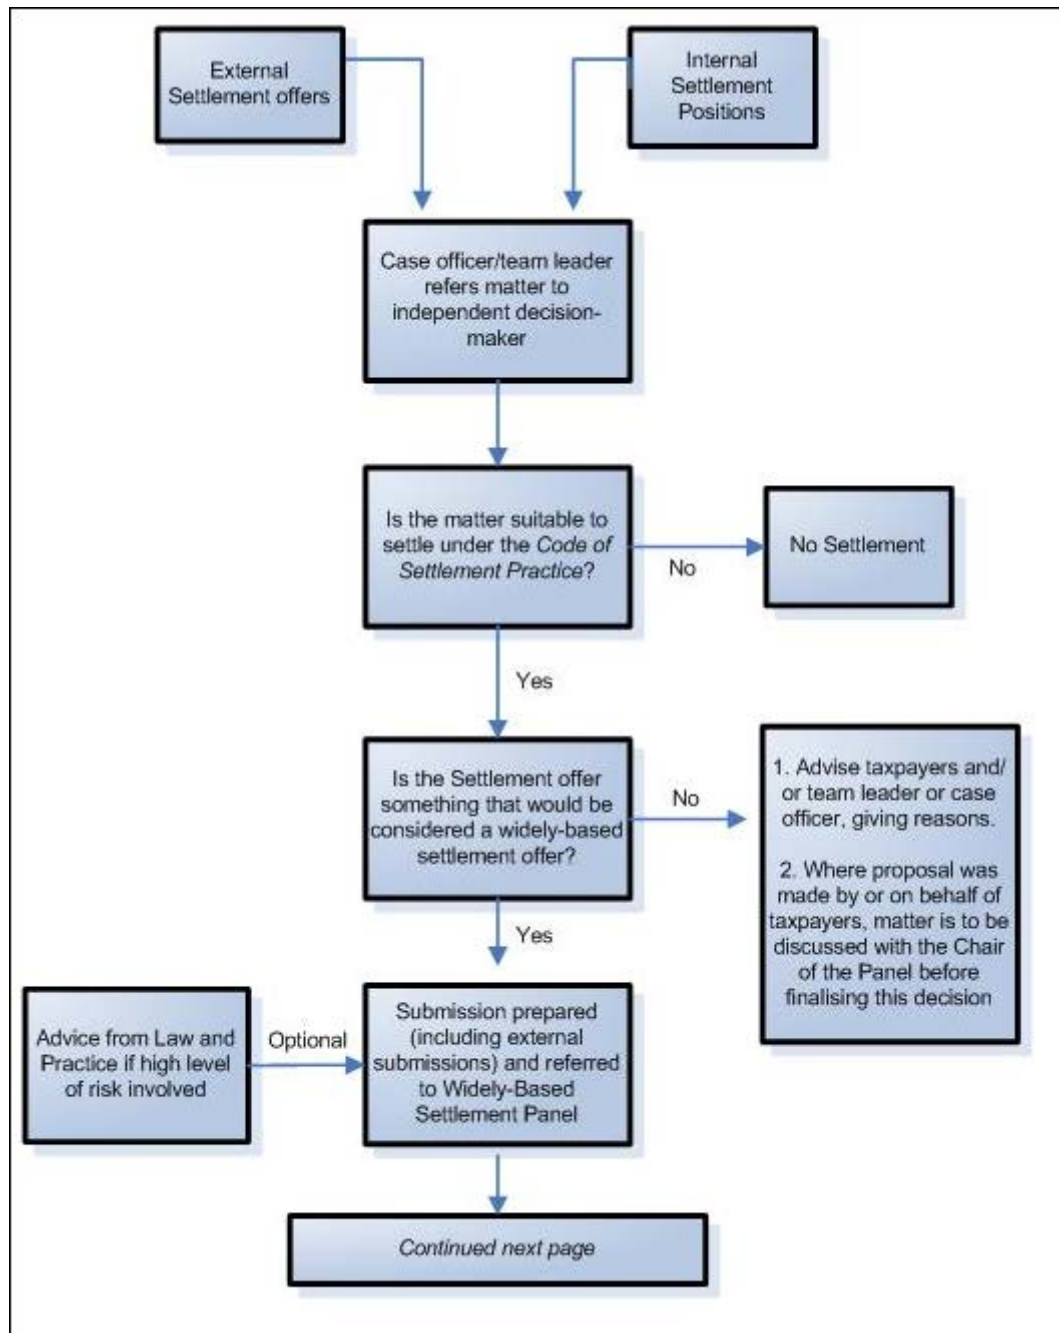 External
Settlement offers
Internal
Settlement
Positions
Case officer/team leader
refers matter to
independent decision-
maker
Is the matter suitable to
settle under the Code of
Settlement Practice?
No
No Settlement
Yes
Is the Settlement offer
something that would be
considered a widely-based
settlement offer?
No
1. Advise taxpayers and/
or team leader or case
officer, giving reasons.
2. Where proposal was
made by or on behalf of
taxpayers, matter is to be
discussed with the Chair
of the Panel before
finalising this decision
Yes
Advice from Law and
Practice if high level
of risk involved
Optional
Submission prepared
(including external
submissions) and referred
to Widely-Based
Settlement Panel
Continued next page